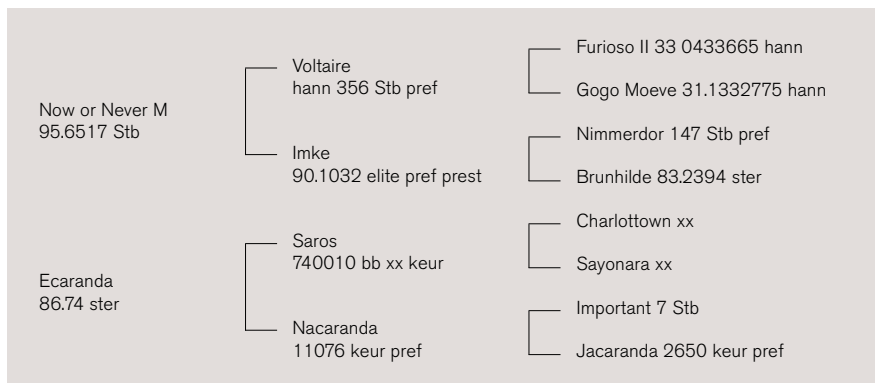 Now or Never M
95.6517 Stb
Voltaire
hann 356 Stb pref
Furioso II 33 0433665 hann
Gogo Moeve 31.1332775 hann
Imke
90.1032 elite pref prest
Nimmerdor 147 Stb pref
Brunhilde 83.2394 ster
Ecaranda
86.74 ster
Saros
740010 bb xx keur
Charlottown xx
Sayonara xx
Nacaranda
11076 keur pref
Important 7 Stb
Jacaranda 2650 keur pref